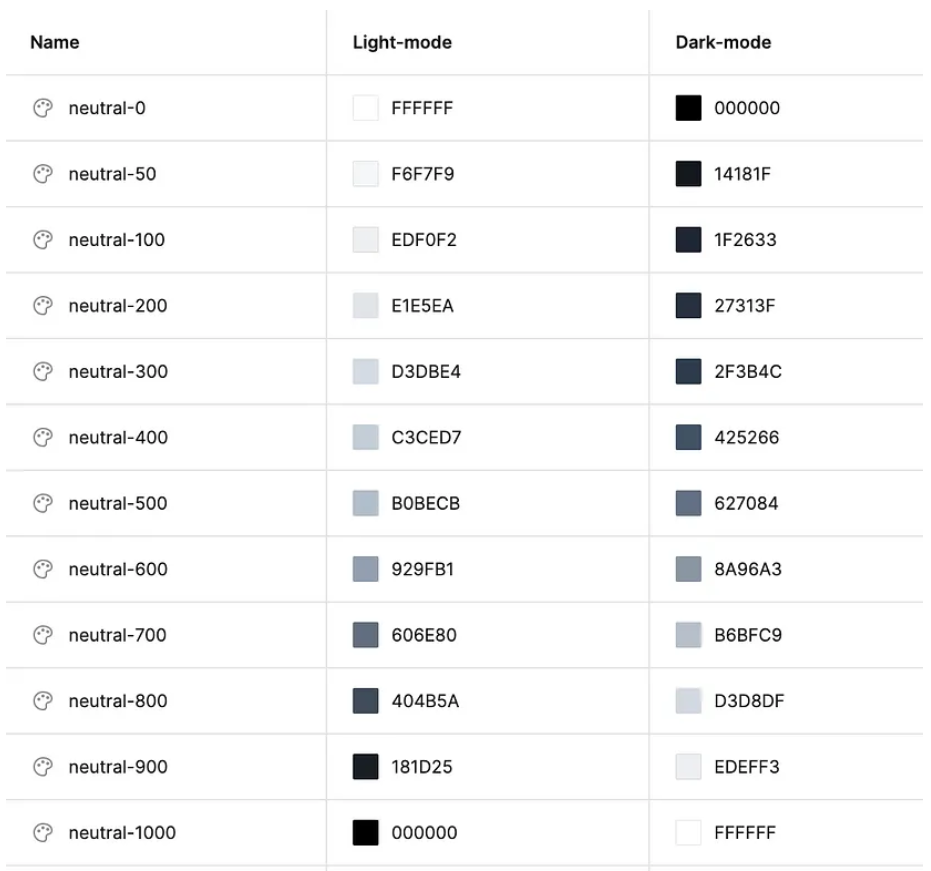 Name Light-mode Dark-mode
neutral-0 FFFFFF 000000
neutral-50 F6F7F9 14181F
neutral-100 EDF0F2 1F2633
neutral-200 E1E5EA 27313F
neutral-300 D3DBE4 2F3B4C
neutral-400 C3CED7 425266
neutral-500 B0BECB 627084
neutral-600 929FB1 8A96A3
neutral-700 606E80 B6BFC9
neutral-800 404B5A D3D8DF
neutral-900 181D25 EDEFF3
neutral-1000 000000 FFFFFF